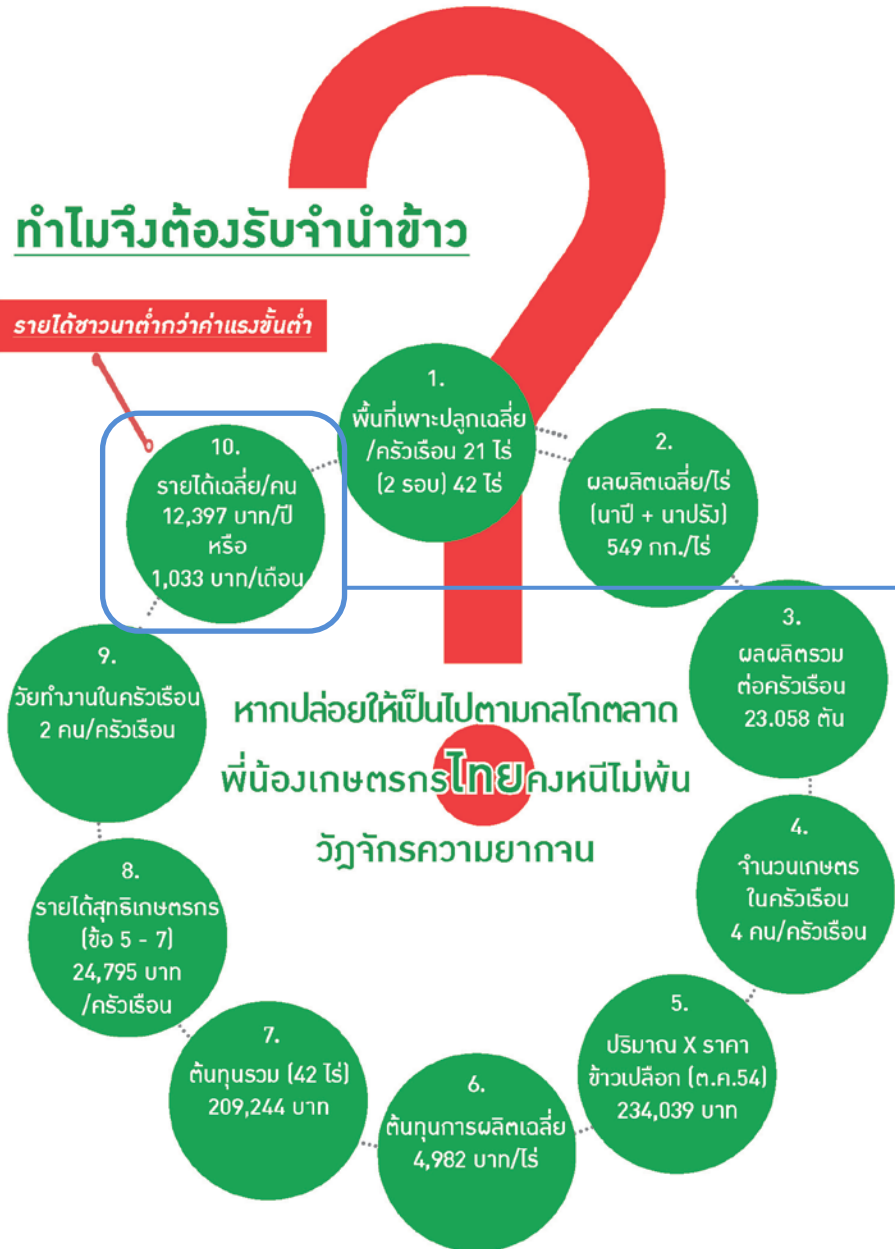 ทำไมจึงต้องรับจำนำข้าว
รายได้ชาวนาต่ำกว่าค่าแรงขั้นต่ำ
1.
พื้นที่เพาะปลูกเฉลี่ย
/ครัวเรือน 21 ไร่
(2 รอบ) 42 ไร่
2.
ผลผลิตเฉลี่ย/ไร่
(นาปี + นาปรัง)
549 กก./ไร่
3.
ผลผลิตรวม
ต่อครัวเรือน
23.058 ตัน
4.
จำนวนเกษตร
ในครัวเรือน
4 คน/ครัวเรือน
5.
ปริมาณ X ราคา
ข้าวเปลือก (ต.ค.54)
234,039 บาท
6.
ต้นทุนการผลิตเฉลี่ย
4,982 บาท/ไร่
7.
ต้นทุนรวม (42 ไร่)
209,244 บาท
8.
รายได้สุทธิเกษตรกร
(ข้อ 5 - 7)
24,795 บาท
/ครัวเรือน
9.
วัยทำงานในครัวเรือน
2 คน/ครัวเรือน
10.
รายได้เฉลี่ย/คน
12,397 บาท/ปี
หรือ
1,033 บาท/เดือน
หากปล่อยให้เป็นไปตามกลไกตลาด
พี่น้องเกษตรกรไทยคงหนีไม่พ้น
วัฎจักรความยากจน